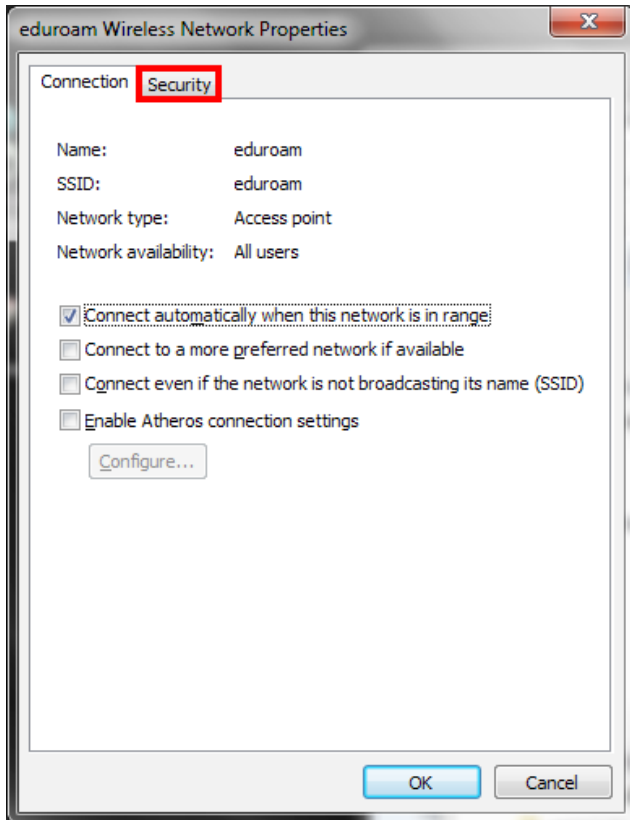 eduroam Wireless Network Properties
Connection Security
Name: eduroam
SSID: eduroam
Network type: Access point
Network availability: All users
Connect automatically when this network is in range
Connect to a more preferred network if available
Connect even if the network is not broadcasting its name (SSID)
Enable Atheros connection settings
Configure...
OK Cancel